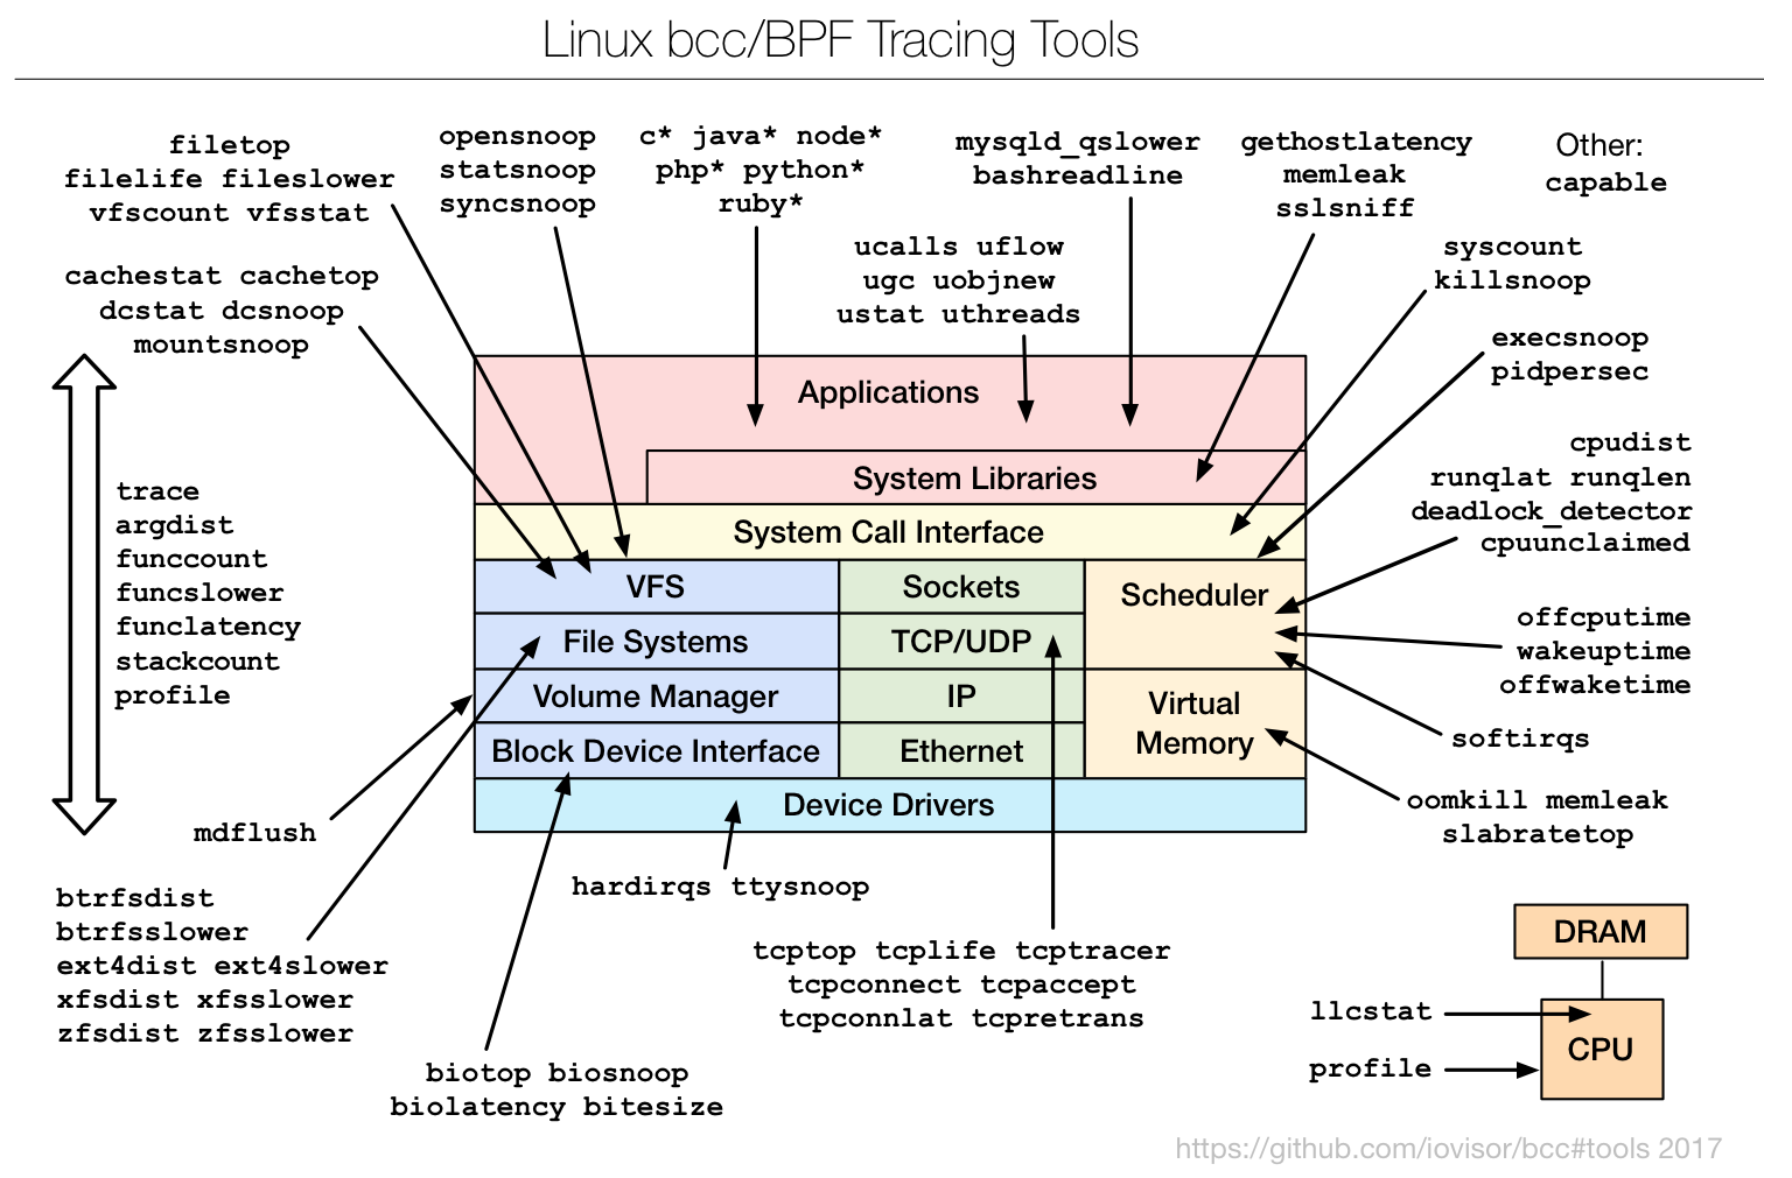 Linux bcc/BPF Tracing Tools
filetop
filelife fileslower
vfscount vfsstat
opensnoop
statsnoop
syncsnoop
c* java* node*
php* python*
ruby*
mysqld_qslower
bashreadline
gethostlatency
memleak
sslsniff
Other:
capable
cachestat cachetop
dcstat dcsnoop
mountsnoop
ucalls uflow
ugc uobjnew
ustat uthreads
syscount
killsnoop
execsnoop
pidpersec
cpudist
runqlat runqlen
deadlock_detector
cpuunclaimed
offcputime
wakeuptime
offwaketime
softirqs
oomkill memleak
slabratetop
trace
argdist
funccount
funcslower
funclatency
stackcount
profile
Applications
System Libraries
System Call Interface
VFS
Sockets
Scheduler
File Systems
TCP/UDP
Volume Manager
IP
Virtual
Memory
Block Device Interface
Ethernet
Device Drivers
mdflush
btrfsdist
btrfsslower
ext4dist ext4slower
xfsdist xfsslower
zfsdist zfsslower
hardirqs ttysnoop
biotop biosnoop
biolatency bitesize
tcptop tcplife tcptracer
tcpconnect tcpaccept
tcpconnlat tcpretrans
DRAM
llcstat
CPU
profile
https://github.com/iovisor/bcc#tools 2017